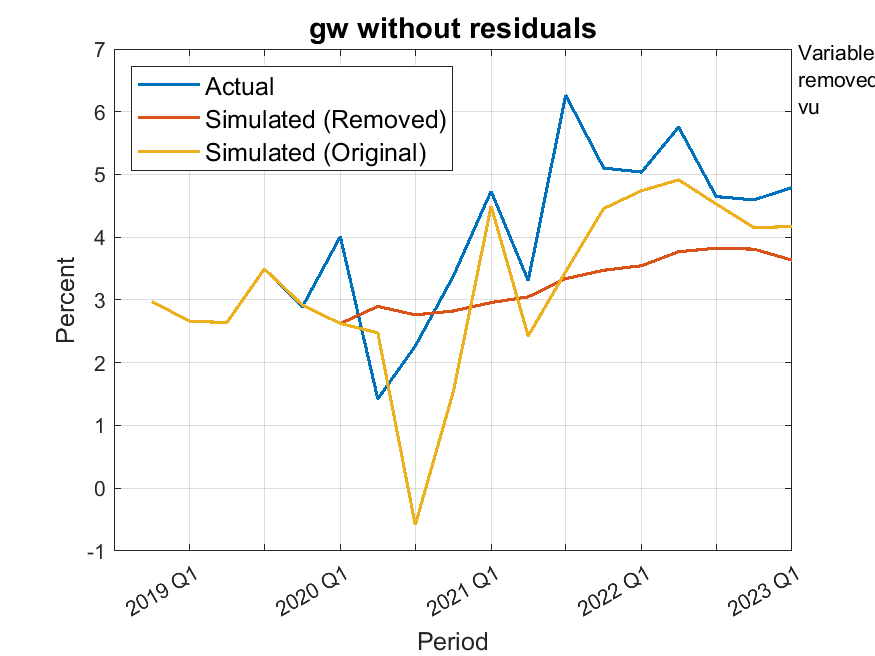 gw without residuals
Variable
removed
vu
Actual
Simulated (Removed)
Simulated (Original)
7
6
5
4
3
2
1
0
-1
Percent
2019 Q1
2020 Q1
2021 Q1
2022 Q1
2023 Q1
Period